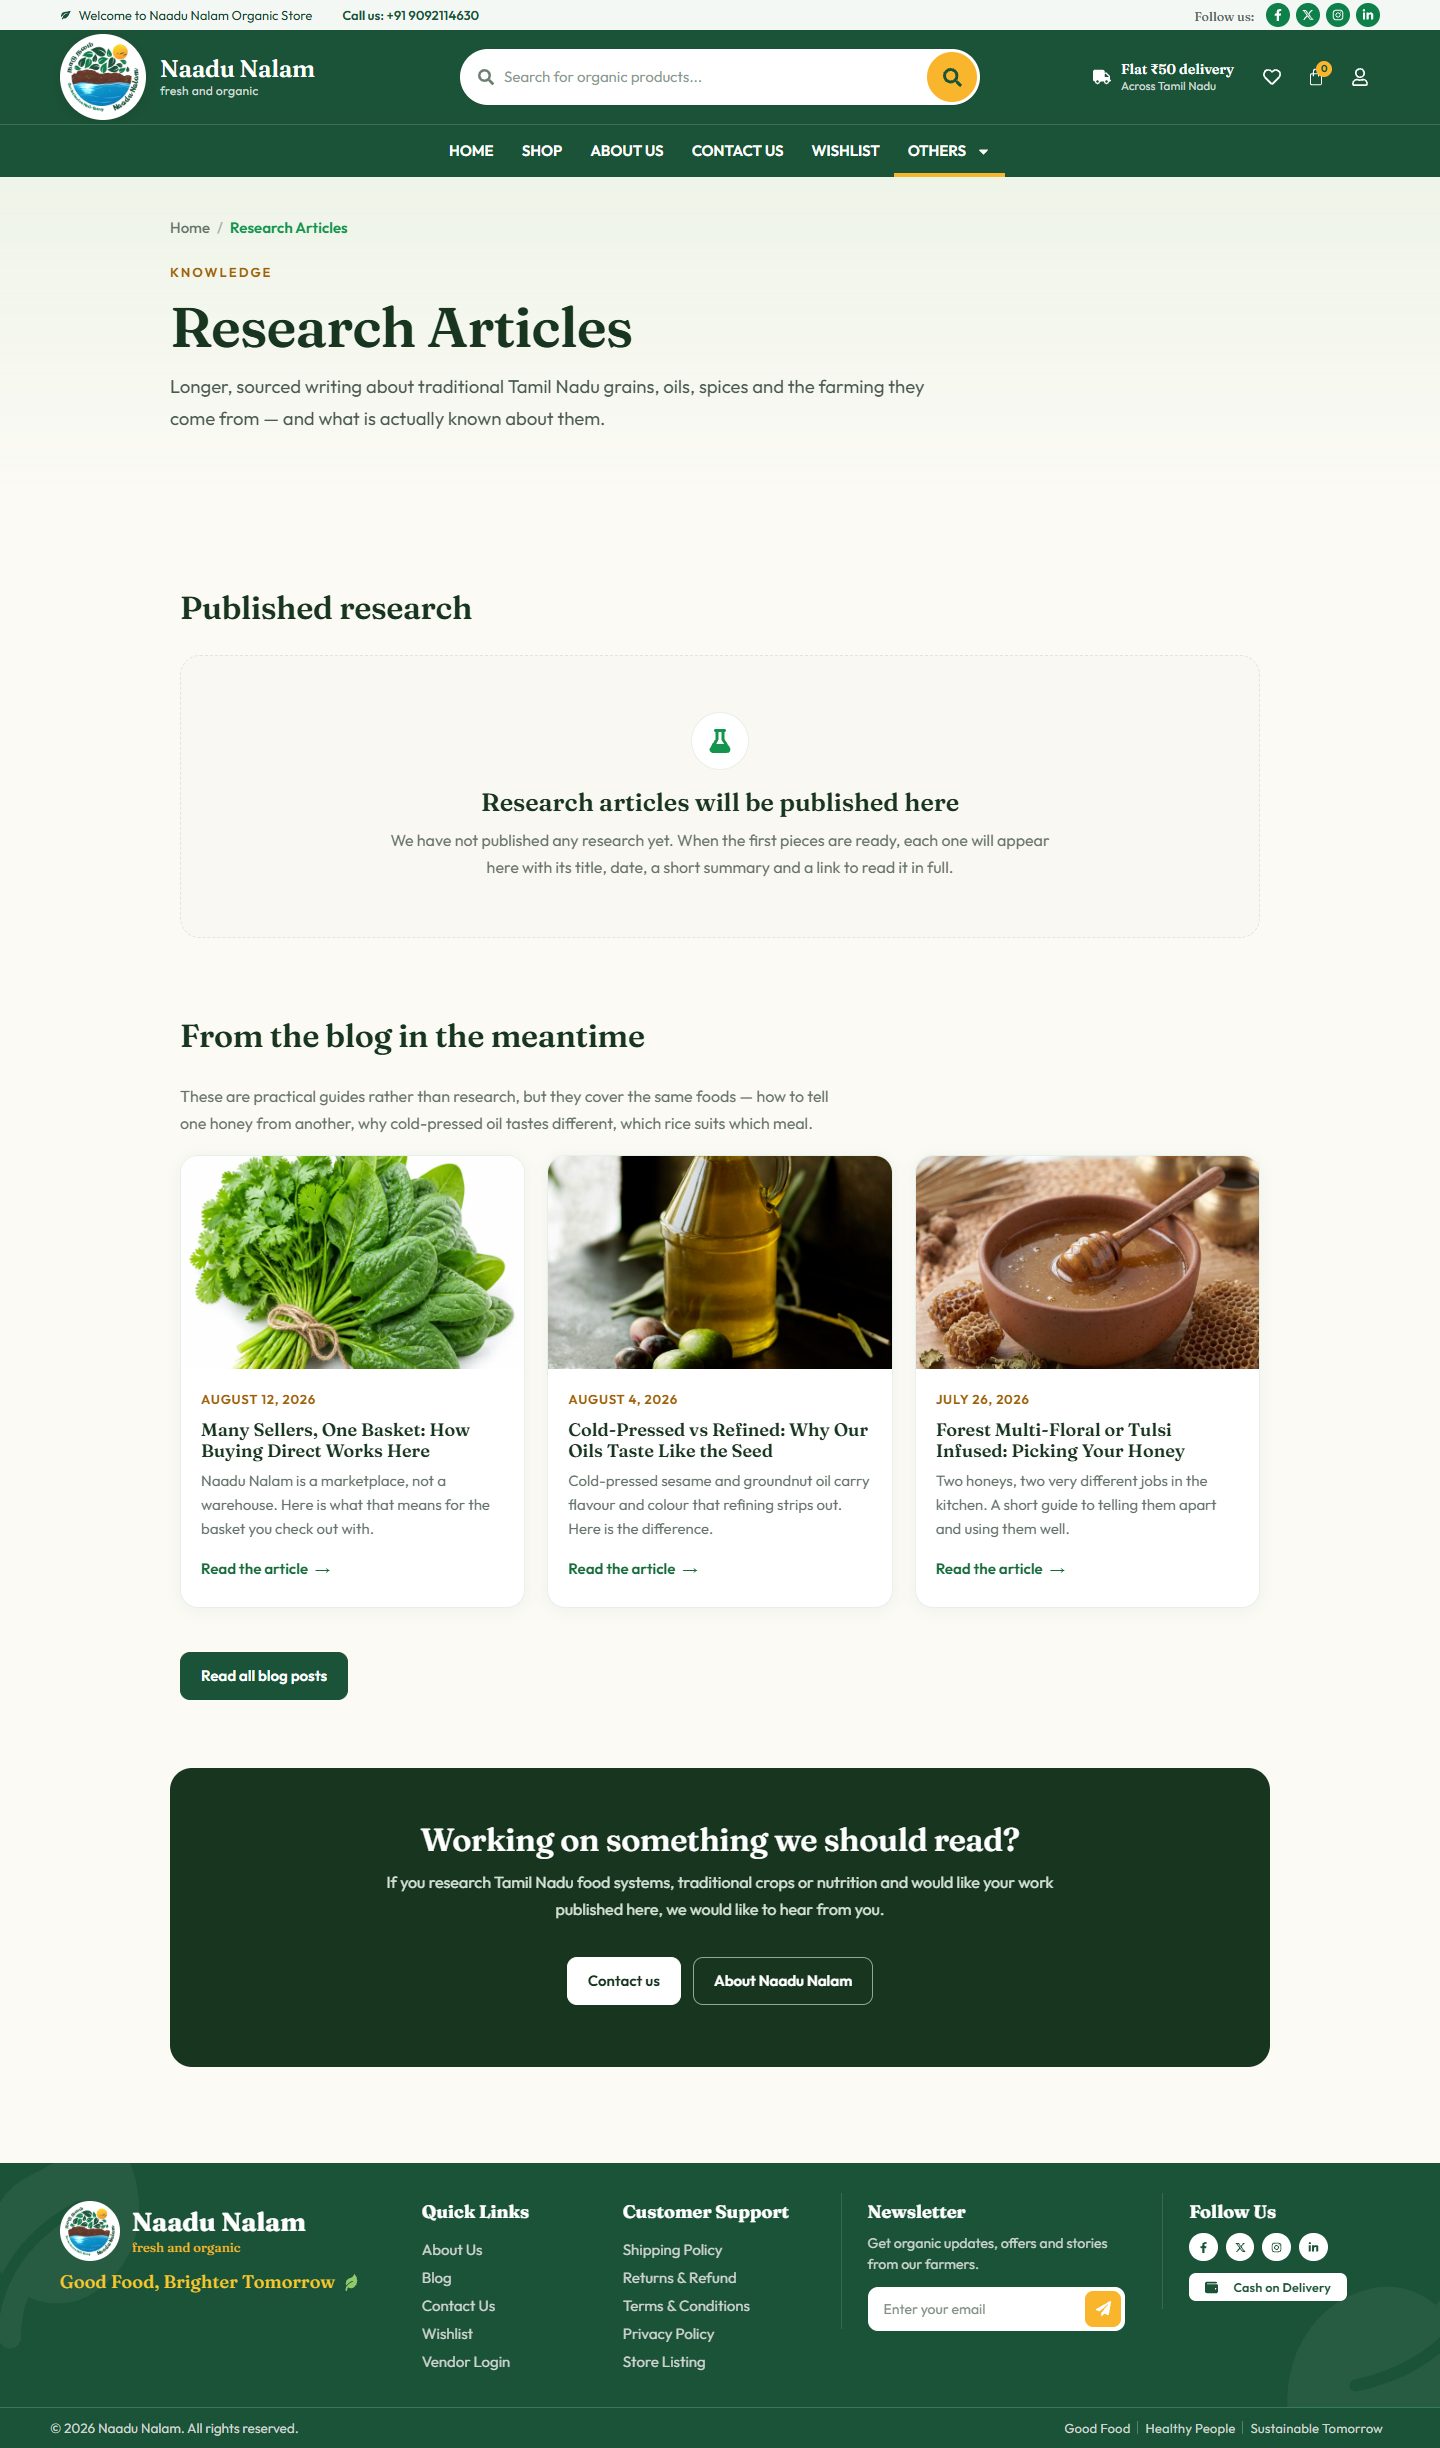 Welcome to Naadu Nalam Organic Store
Call us: +91 9092114630
Follow us:
Naadu Nalam
fresh and organic
Search for organic products...
Flat ₹50 delivery
Across Tamil Nadu
0
HOME
SHOP
ABOUT US
CONTACT US
WISHLIST
OTHERS
Home / Research Articles
KNOWLEDGE
Research Articles
Longer, sourced writing about traditional Tamil Nadu grains, oils, spices and the farming they
come from — and what is actually known about them.
Published research
Research articles will be published here
We have not published any research yet. When the first pieces are ready, each one will appear
here with its title, date, a short summary and a link to read it in full.
From the blog in the meantime
These are practical guides rather than research, but they cover the same foods — how to tell
one honey from another, why cold-pressed oil tastes different, which rice suits which meal.
AUGUST 12, 2026
Many Sellers, One Basket: How
Buying Direct Works Here
Naadu Nalam is a marketplace, not a
warehouse. Here is what that means for the
basket you check out with.
Read the article →
AUGUST 4, 2026
Cold-Pressed vs Refined: Why Our
Oils Taste Like the Seed
Cold-pressed sesame and groundnut oil carry
flavour and colour that refining strips out.
Here is the difference.
Read the article →
JULY 26, 2026
Forest Multi-Floral or Tulsi
Infused: Picking Your Honey
Two honeys, two very different jobs in the
kitchen. A short guide to telling them apart
and using them well.
Read the article →
Read all blog posts
Working on something we should read?
If you research Tamil Nadu food systems, traditional crops or nutrition and would like your work
published here, we would like to hear from you.
Contact us
About Naadu Nalam
Naadu Nalam
fresh and organic
Good Food, Brighter Tomorrow
Quick Links
About Us
Blog
Contact Us
Wishlist
Vendor Login
Customer Support
Shipping Policy
Returns & Refund
Terms & Conditions
Privacy Policy
Store Listing
Newsletter
Get organic updates, offers and stories
from our farmers.
Enter your email
Follow Us
Cash on Delivery
© 2026 Naadu Nalam. All rights reserved.
Good Food | Healthy People | Sustainable Tomorrow